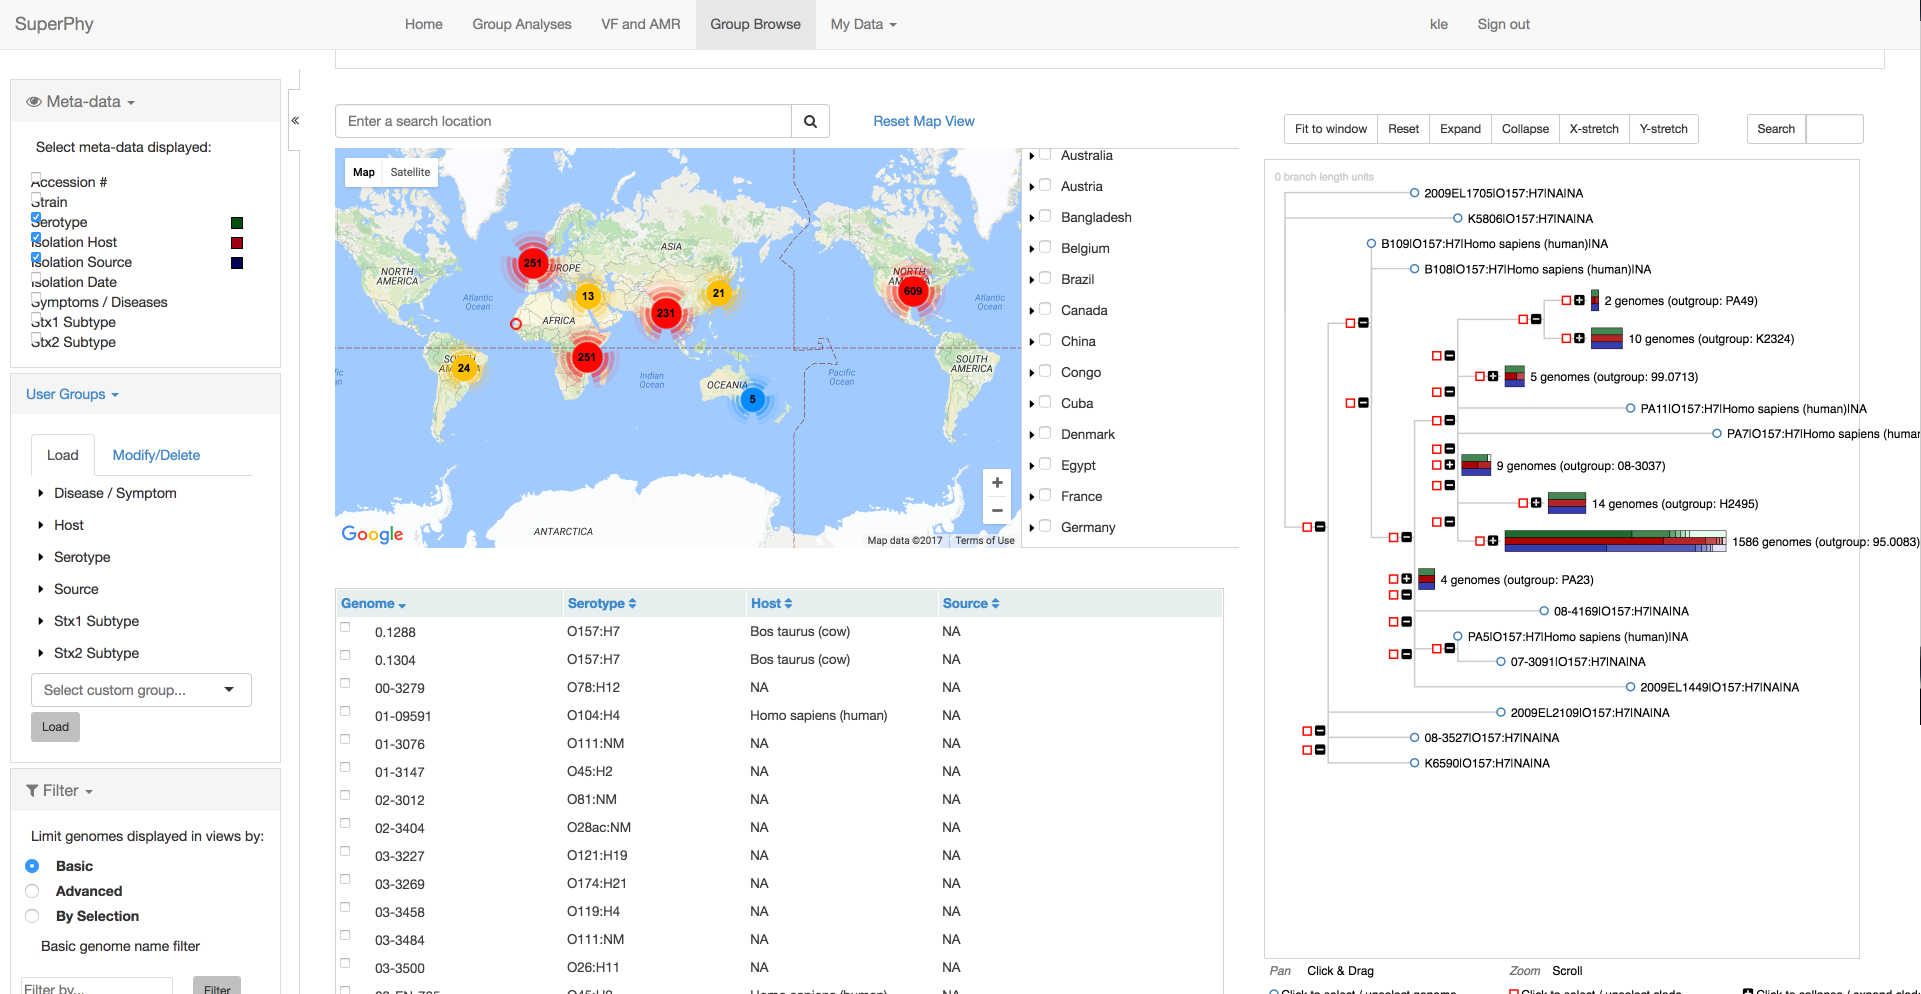 SuperPhy Home Group Analyses VF and AMR Group Browse My Data kle Sign out
Meta-data
Select meta-data displayed:
Accession #
Strain
Serotype
Isolation Host
Isolation Source
Isolation Date
Symptoms / Diseases
Stx1 Subtype
Stx2 Subtype
User Groups
Load Modify/Delete
Disease / Symptom
Host
Serotype
Source
Stx1 Subtype
Stx2 Subtype
Select custom group...
Load
Filter
Limit genomes displayed in views by:
Basic
Advanced
By Selection
Basic genome name filter
Filter by...
Filter
«
Enter a search location
Reset Map View
Map Satellite
NORTH AMERICA
Atlantic Ocean
EUROPE
ASIA
AFRICA
SOUTH AMERICA
Indian Ocean
OCEANIA
Pacific Ocean
NORTH AMERICA
Atlantic Ocean
SOUTH AMERICA
ANTARCTICA
251
13
21
231
609
251
24
5
+
−
Google
Map data ©2017 Terms of Use
Australia
Austria
Bangladesh
Belgium
Brazil
Canada
China
Congo
Cuba
Denmark
Egypt
France
Germany
Genome Serotype Host Source
0.1288 O157:H7 Bos taurus (cow) NA
0.1304 O157:H7 Bos taurus (cow) NA
00-3279 O78:H12 NA NA
01-09591 O104:H4 Homo sapiens (human) NA
01-3076 O111:NM NA NA
01-3147 O45:H2 NA NA
02-3012 O81:NM NA NA
02-3404 O28ac:NM NA NA
03-3227 O121:H19 NA NA
03-3269 O174:H21 NA NA
03-3458 O119:H4 NA NA
03-3484 O111:NM NA NA
03-3500 O26:H11 NA NA
Fit to window Reset Expand Collapse X-stretch Y-stretch Search
0 branch length units
2009EL1705|O157:H7|NA|NA
K5806|O157:H7|NA|NA
B109|O157:H7|Homo sapiens (human)|NA
B108|O157:H7|Homo sapiens (human)|NA
2 genomes (outgroup: PA49)
10 genomes (outgroup: K2324)
5 genomes (outgroup: 99.0713)
PA11|O157:H7|Homo sapiens (human)|NA
PA7|O157:H7|Homo sapiens (humar
9 genomes (outgroup: 08-3037)
14 genomes (outgroup: H2495)
1586 genomes (outgroup: 95.0083)
4 genomes (outgroup: PA23)
08-4169|O157:H7|NA|NA
PA5|O157:H7|Homo sapiens (human)|NA
07-3091|O157:H7|NA|NA
2009EL1449|O157:H7|NA|NA
2009EL2109|O157:H7|NA|NA
08-3527|O157:H7|NA|NA
K6590|O157:H7|NA|NA
Pan Click & Drag Zoom Scroll
Click to select / unselect genome Click to select / unselect clade Click to collapse / expand clade